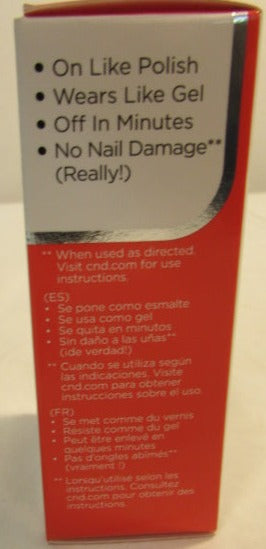 • On Like Polish
• Wears Like Gel
• Off In Minutes
• No Nail Damage**
(Really!)
** When used as directed.
Visit cnd.com for use
instructions.
(ES)
• Se pone como esmalte
• Se usa como gel
• Se quita en minutos
• Sin daño a las uñas**
(¡de verdad!)
** Cuando se utiliza según
las indicaciones. Visite
cnd.com para obtener
instrucciones sobre el uso.
(FR)
• Se met comme du vernis
• Resiste comme du gel
• Peut être enlevé en
quelques minutes
• Pas d'ongles abîmés**
(vraiment !)
** Lorsqu'utilisé selon les
instructions. Consultez
cnd.com pour obtenir des
instructions.